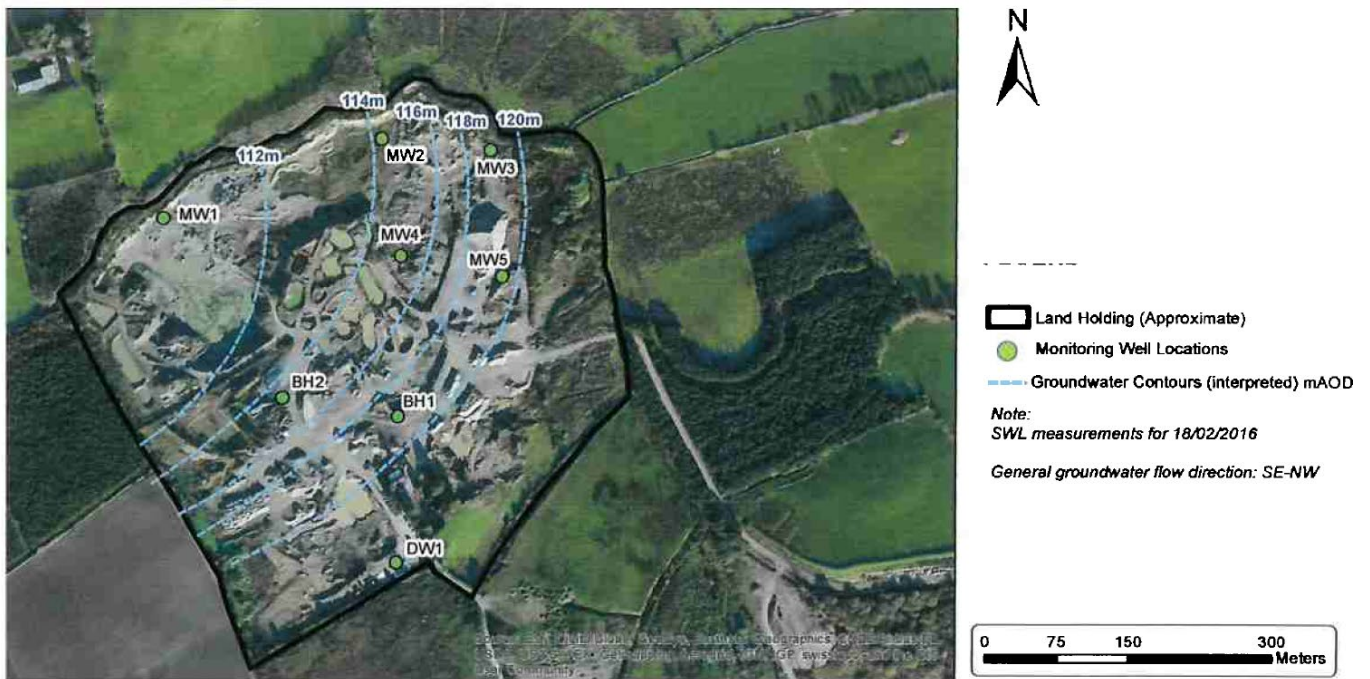 N
114m
116m
118m
120m
112m
MW2
MW3
MW1
MW4
MW5
BH2
BH1
DW1
Land Holding (Approximate)
Monitoring Well Locations
Groundwater Contours (interpreted) mAOD
Note:
SWL measurements for 18/02/2016
General groundwater flow direction: SE-NW
0 75 150 300
Meters